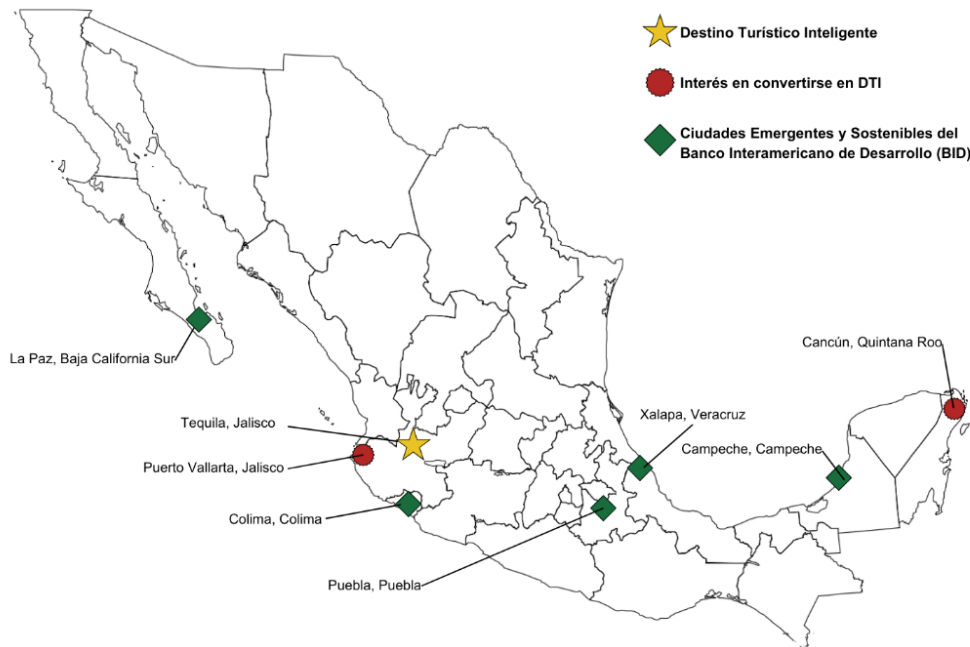 Destino Turístico Inteligente
Interés en convertirse en DTI
Ciudades Emergentes y Sostenibles del
Banco Interamericano de Desarrollo (BID)
La Paz, Baja California Sur
Cancún, Quintana Roo
Tequila, Jalisco
Xalapa, Veracruz
Puerto Vallarta, Jalisco
Campeche, Campeche
Colima, Colima
Puebla, Puebla